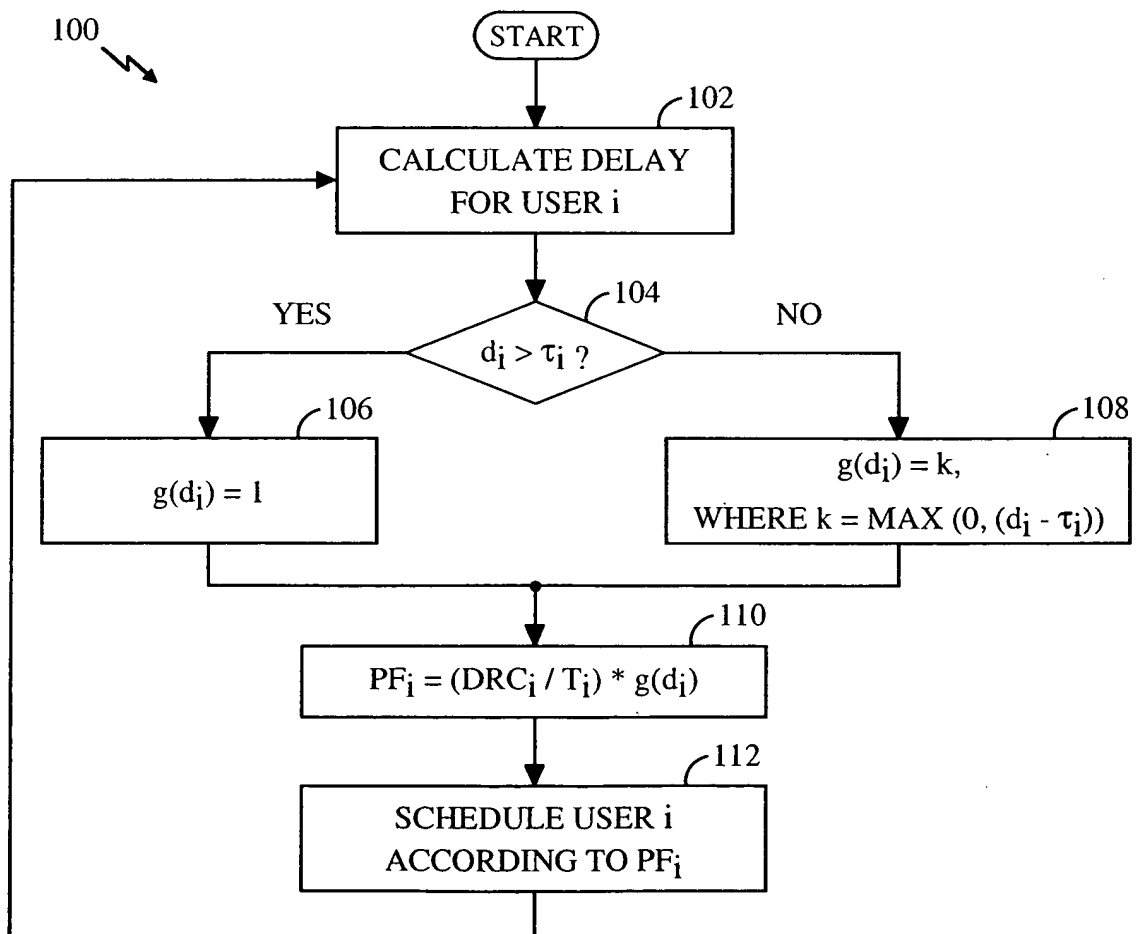 100
START
102
CALCULATE DELAY
FOR USER i
104
YES
NO
di > τi ?
106
108
g(di) = 1
g(di) = k,
WHERE k = MAX (0, (di - τi))
110
PFi = (DRCi / Ti) * g(di)
112
SCHEDULE USER i
ACCORDING TO PFi